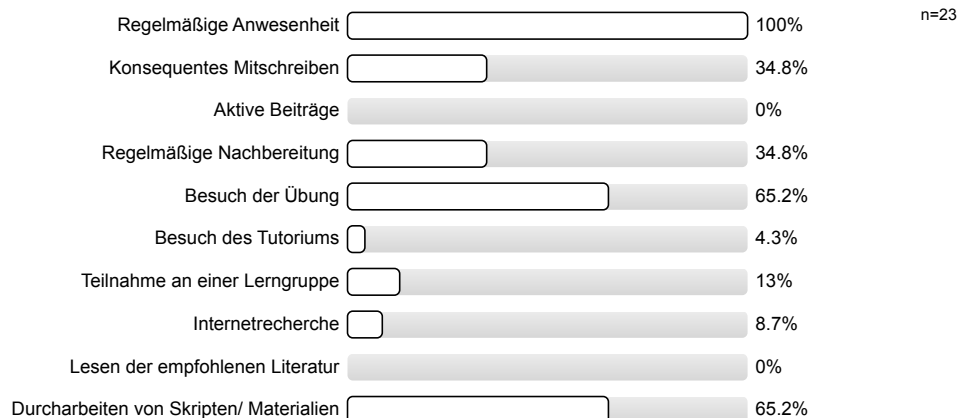 Regelmäßige Anwesenheit 100% n=23
Konsequentes Mitschreiben 34.8%
Aktive Beiträge 0%
Regelmäßige Nachbereitung 34.8%
Besuch der Übung 65.2%
Besuch des Tutoriums 4.3%
Teilnahme an einer Lerngruppe 13%
Internetrecherche 8.7%
Lesen der empfohlenen Literatur 0%
Durcharbeiten von Skripten/ Materialien 65.2%